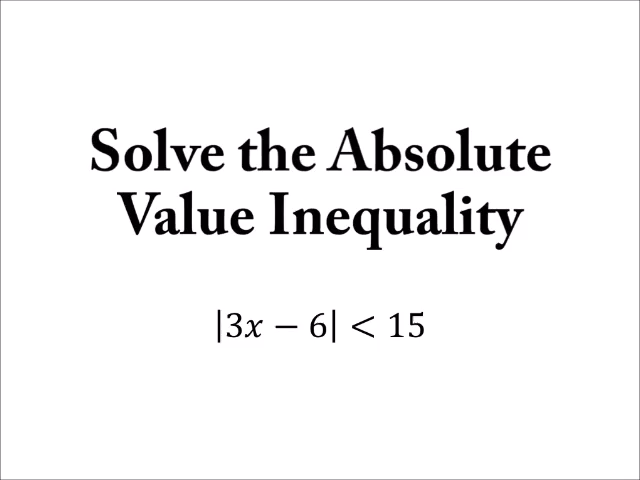 Solve the Absolute
Value Inequality
|3𝑥 − 6| < 15